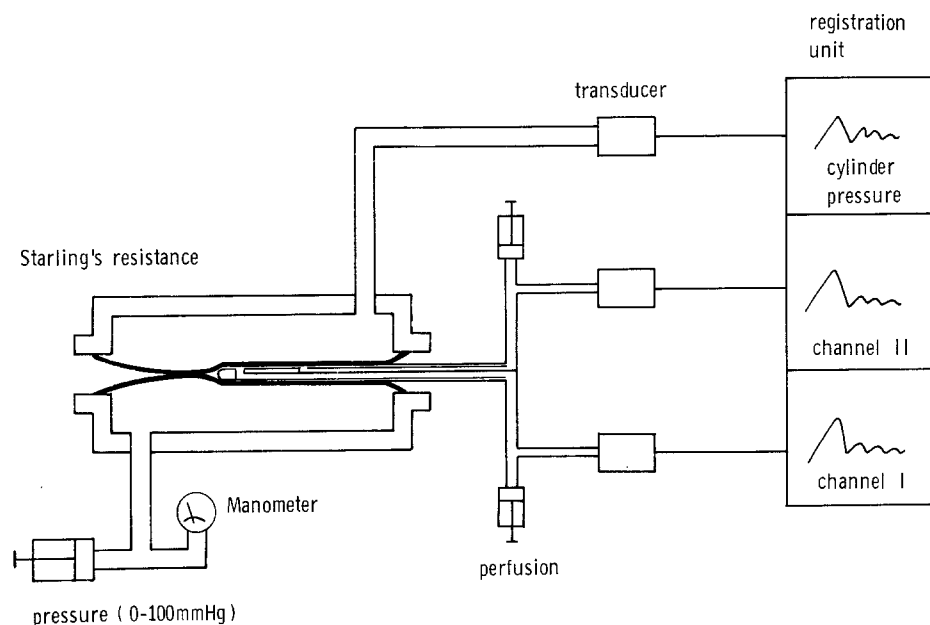 registration
unit
transducer
cylinder
pressure
Starling's resistance
channel II
channel I
Manometer
perfusion
pressure ( 0-100mmHg )